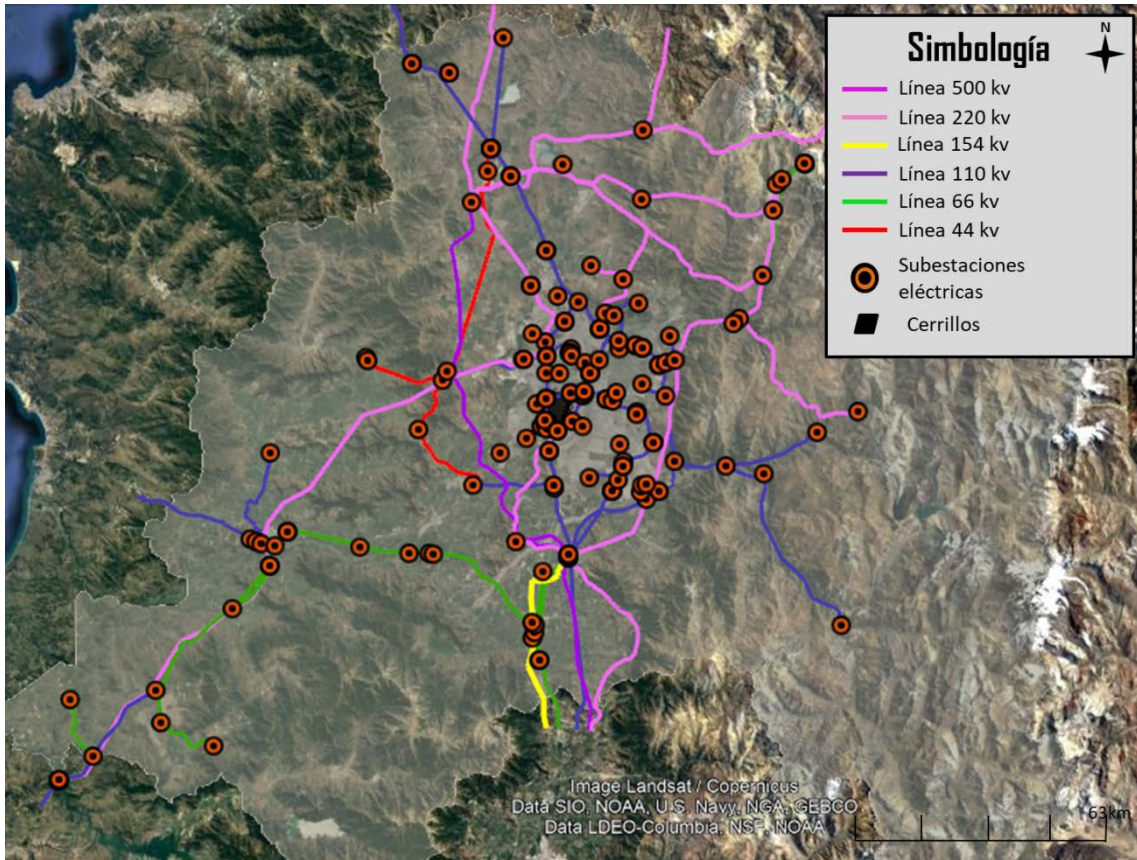 Simbología
N
Línea 500 kv
Línea 220 kv
Línea 154 kv
Línea 110 kv
Línea 66 kv
Línea 44 kv
Subestaciones
eléctricas
Cerrillos
Image Landsat / Copernicus
Data SIO, NOAA, U.S. Navy, NGA, GEBCO
Data LDEO-Columbia, NSF, NOAA
63km